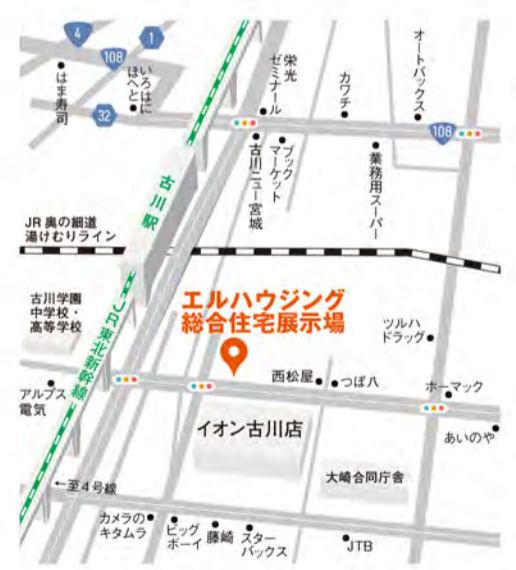 4
1
108
はま寿司
いろはに
ほへと
32
栄光
ゼミナール
カワチ
オートバックス
108
古川ニュー宮城
ブック
マーケット
業務用スーパー
古川駅
JR 奥の細道
湯けむりライン
エルハウジング
総合住宅展示場
古川学園
中学校・
高等学校
JR東北新幹線
ツルハ
ドラッグ
アルプス
電気
西松屋
つぼ八
ホーマック
あいのや
イオン古川店
大崎合同庁舎
←至4号線
カメラの
キタムラ
ビッグ
ボーイ
藤崎
スター
バックス
JTB